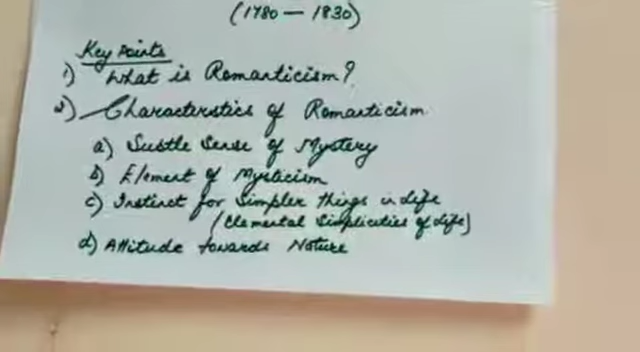 (1780 — 1830)
Key Points
1) What is Romanticism?
2) Characterstics of Romanticism
a) Subtle Sense of Mystery
b) Element of Mysticism
c) Instinct for Simpler things in life
(Elemental Simplicities of life)
d) Attitude towards Nature